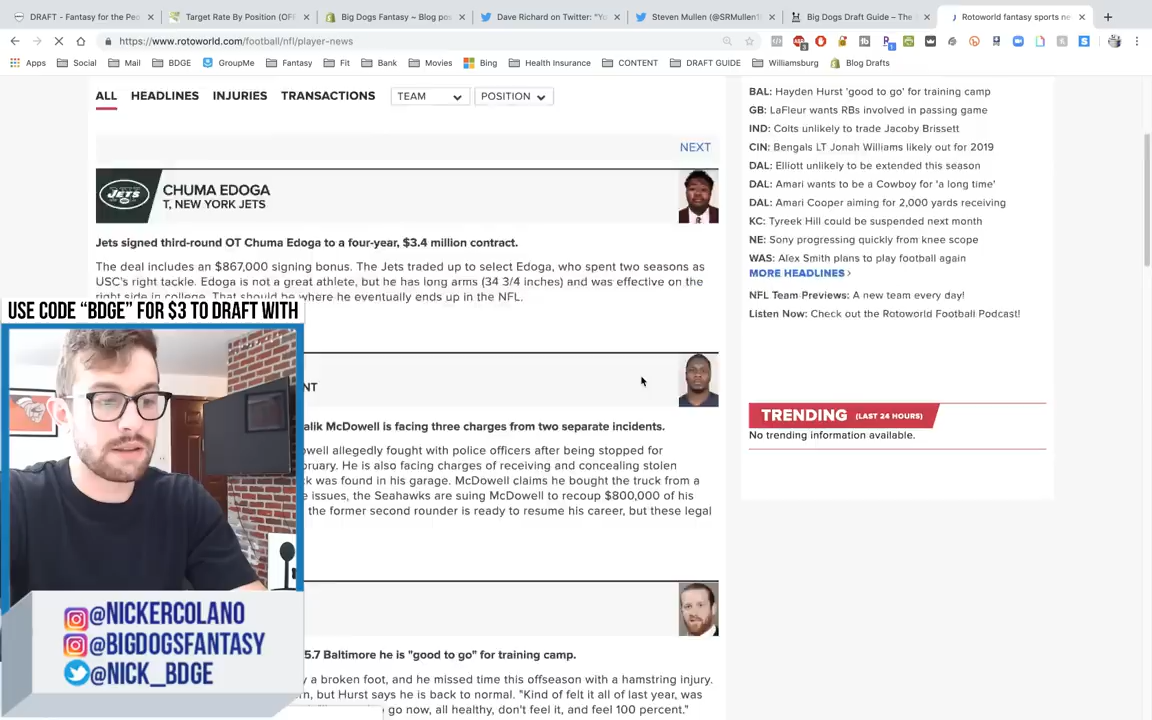 DRAFT - Fantasy for the Pe
Target Rate By Position (OF
Big Dogs Fantasy ~ Blog pos
Dave Richard on Twitter: "Yo
Steven Mullen (@SRMullen1
Big Dogs Draft Guide – The
Rotoworld fantasy sports ne
https://www.rotoworld.com/football/nfl/player-news
Apps Social Mail BDGE GroupMe Fantasy Fit Bank Movies Bing Health Insurance CONTENT DRAFT GUIDE Williamsburg Blog Drafts
ALL HEADLINES INJURIES TRANSACTIONS TEAM POSITION
NEXT
JETS
CHUMA EDOGA
T, NEW YORK JETS
Jets signed third-round OT Chuma Edoga to a four-year, $3.4 million contract.
The deal includes an $867,000 signing bonus. The Jets traded up to select Edoga, who spent two seasons as
USC's right tackle. Edoga is not a great athlete, but he has long arms (34 3/4 inches) and was effective on the
right side in college. That should be where he eventually ends up in the NFL.
NT
alik McDowell is facing three charges from two separate incidents.
owell allegedly fought with police officers after being stopped for
bruary. He is also facing charges of receiving and concealing stolen
ck was found in his garage. McDowell claims he bought the truck from a
e issues, the Seahawks are suing McDowell to recoup $800,000 of his
the former second rounder is ready to resume his career, but these legal
5.7 Baltimore he is "good to go" for training camp.
y a broken foot, and he missed time this offseason with a hamstring injury.
n, but Hurst says he is back to normal. "Kind of felt it all of last year, was
go now, all healthy, don't feel it, and feel 100 percent."
BAL: Hayden Hurst 'good to go' for training camp
GB: LaFleur wants RBs involved in passing game
IND: Colts unlikely to trade Jacoby Brissett
CIN: Bengals LT Jonah Williams likely out for 2019
DAL: Elliott unlikely to be extended this season
DAL: Amari wants to be a Cowboy for 'a long time'
DAL: Amari Cooper aiming for 2,000 yards receiving
KC: Tyreek Hill could be suspended next month
NE: Sony progressing quickly from knee scope
WAS: Alex Smith plans to play football again
MORE HEADLINES ›
NFL Team Previews: A new team every day!
Listen Now: Check out the Rotoworld Football Podcast!
TRENDING (LAST 24 HOURS)
No trending information available.
USE CODE "BDGE" FOR $3 TO DRAFT WITH
@NICKERCOLANO
@BIGDOGSFANTASY
@NICK_BDGE